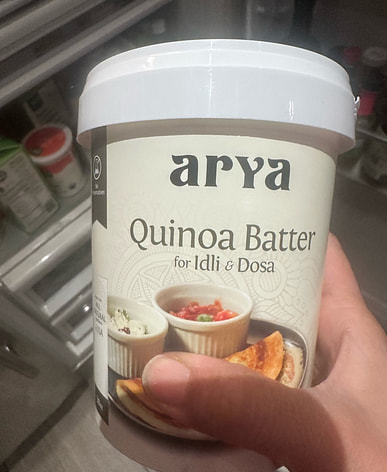 arya
Quinoa Batter
for Idli & Dosa